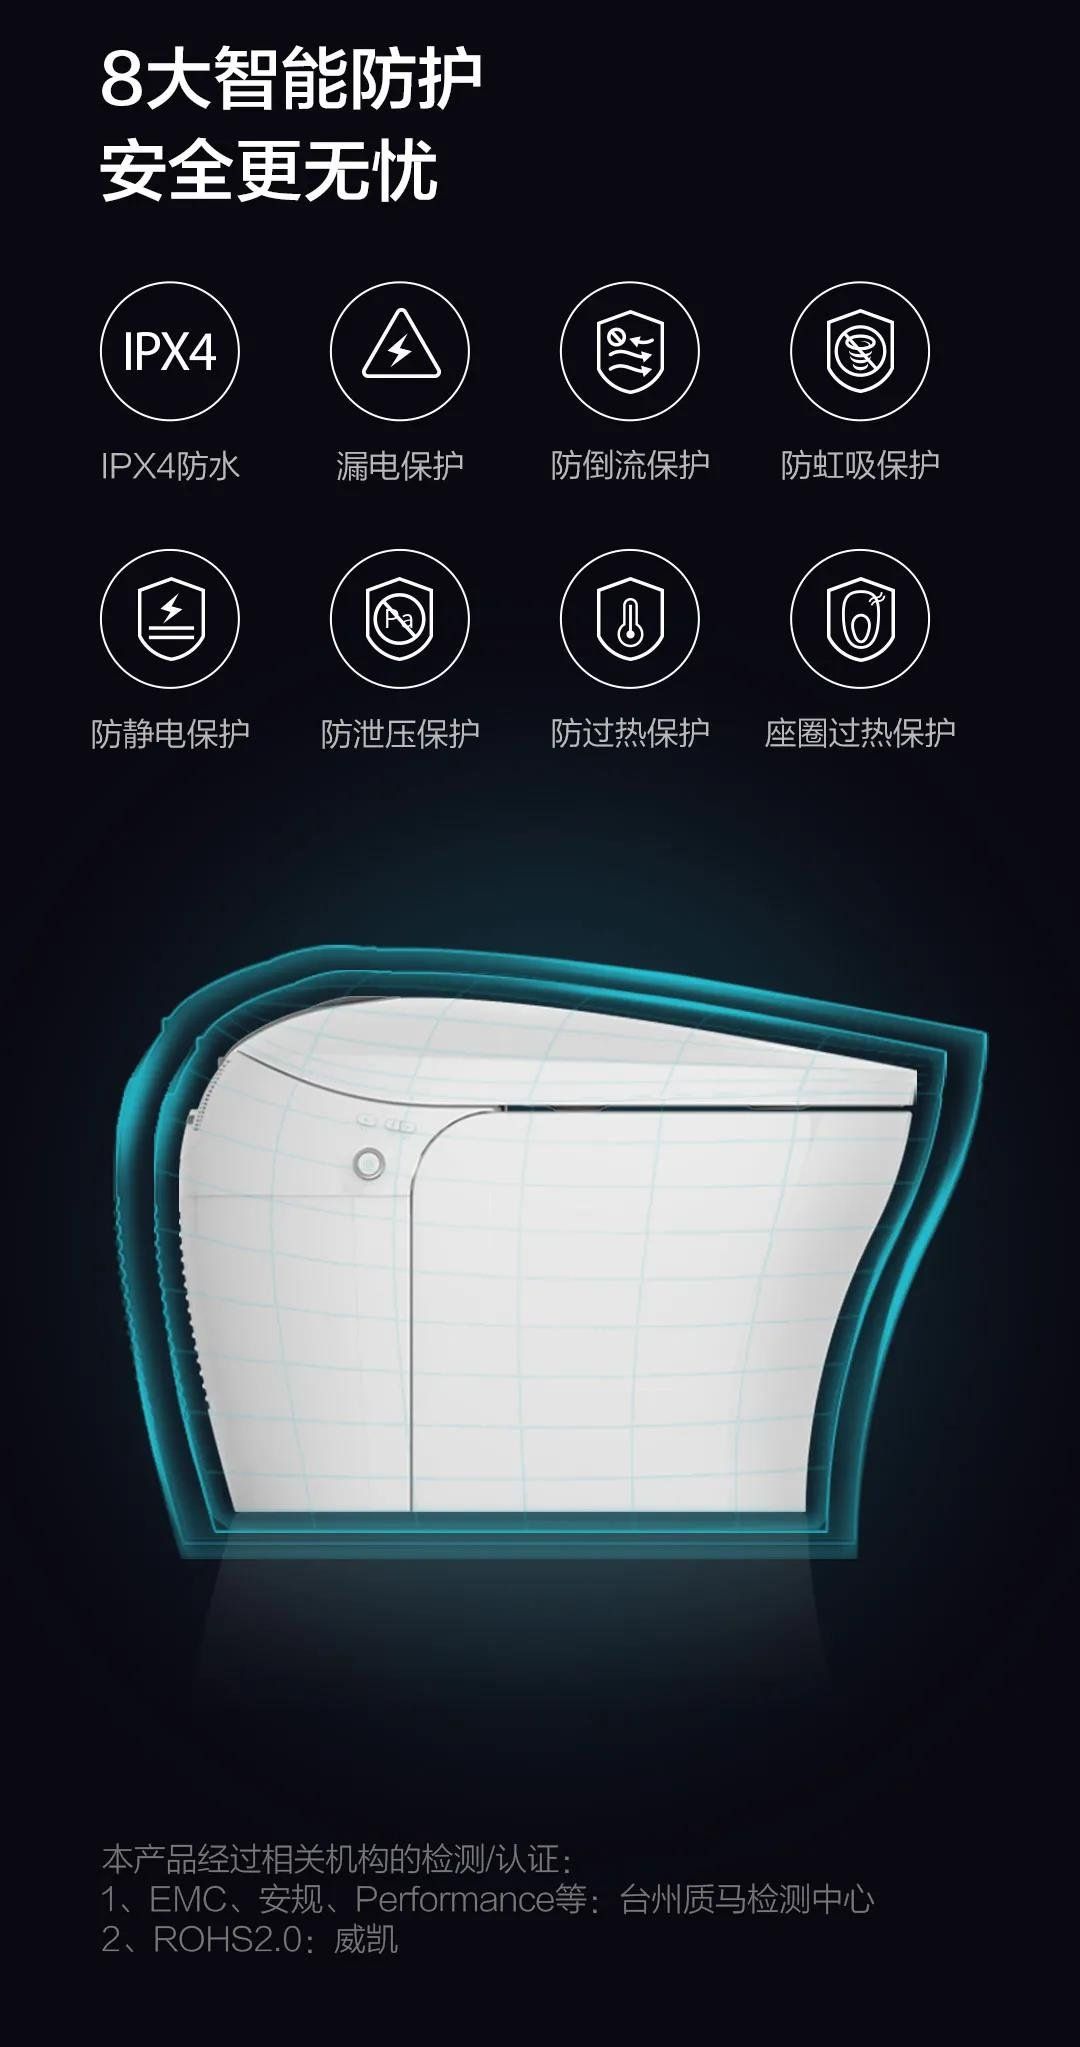 8大智能防护
安全更无忧
IPX4
IPX4防水 漏电保护 防倒流保护 防虹吸保护
Pa
防静电保护 防泄压保护 防过热保护 座圈过热保护
本产品经过相关机构的检测/认证：
1、EMC、安规、Performance等：台州质马检测中心
2、ROHS2.0：威凯